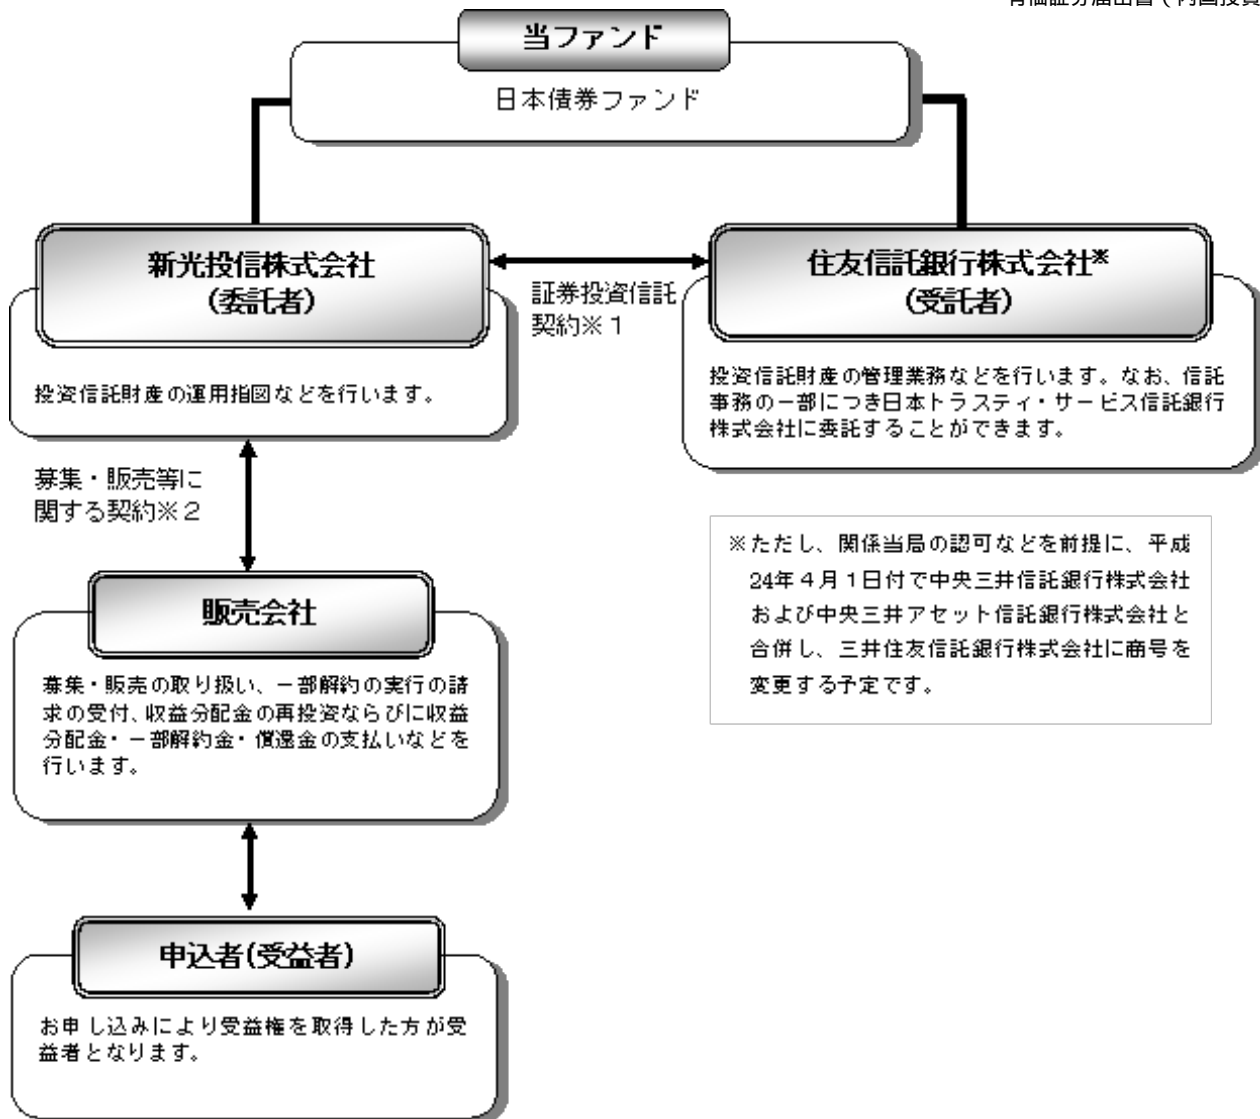 当ファンド
日本債券ファンド
新光投信株式会社
(委託者)
投資信託財産の運用指図などを行います。
証券投資信託
契約※1
住友信託銀行株式会社※
(受託者)
投資信託財産の管理業務などを行います。なお、信託
事務の一部につき日本トラスティ・サービス信託銀行
株式会社に委託することができます。
募集・販売等に
関する契約※2
※ただし、関係当局の認可などを前提に、平成
24年4月1日付で中央三井信託銀行株式会社
および中央三井アセット信託銀行株式会社と
合併し、三井住友信託銀行株式会社に商号を
変更する予定です。
販売会社
募集・販売の取り扱い、一部解約の実行の請
求の受付、収益分配金の再投資ならびに収益
分配金・一部解約金・償還金の支払いなどを
行います。
申込者(受益者)
お申し込みにより受益権を取得した方が受
益者となります。